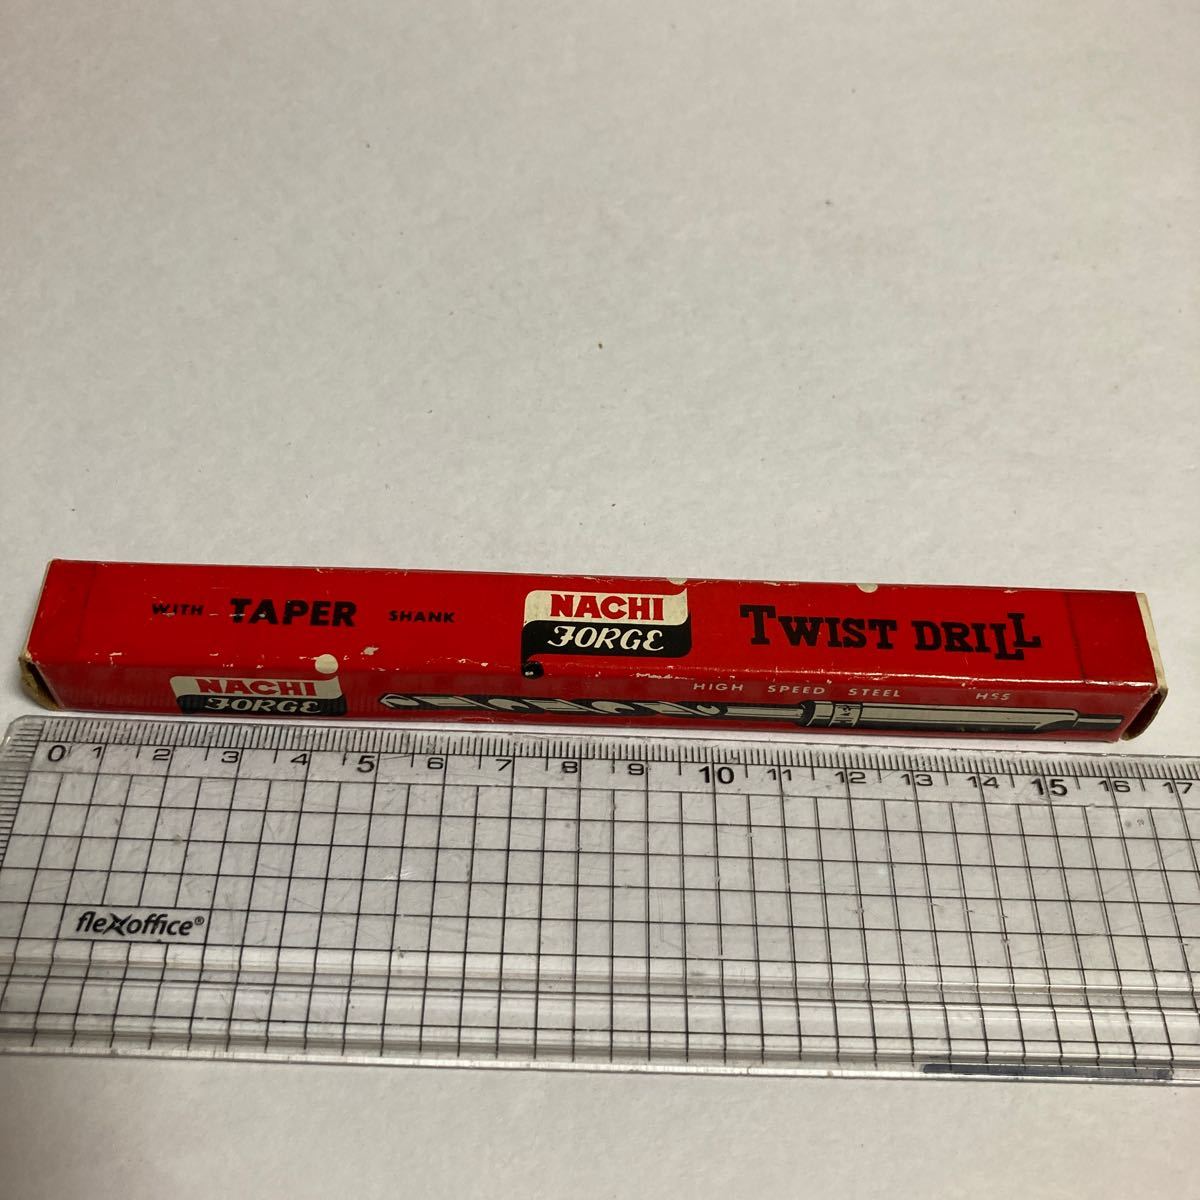 WITH TAPER SHANK
NACHI
FORGE
TWIST DRILL
NACHI
FORGE
HIGH SPEED STEEL HSS
0 1 2 3 4 5 6 7 8 9 10 11 12 13 14 15 16 17
flexoffice®